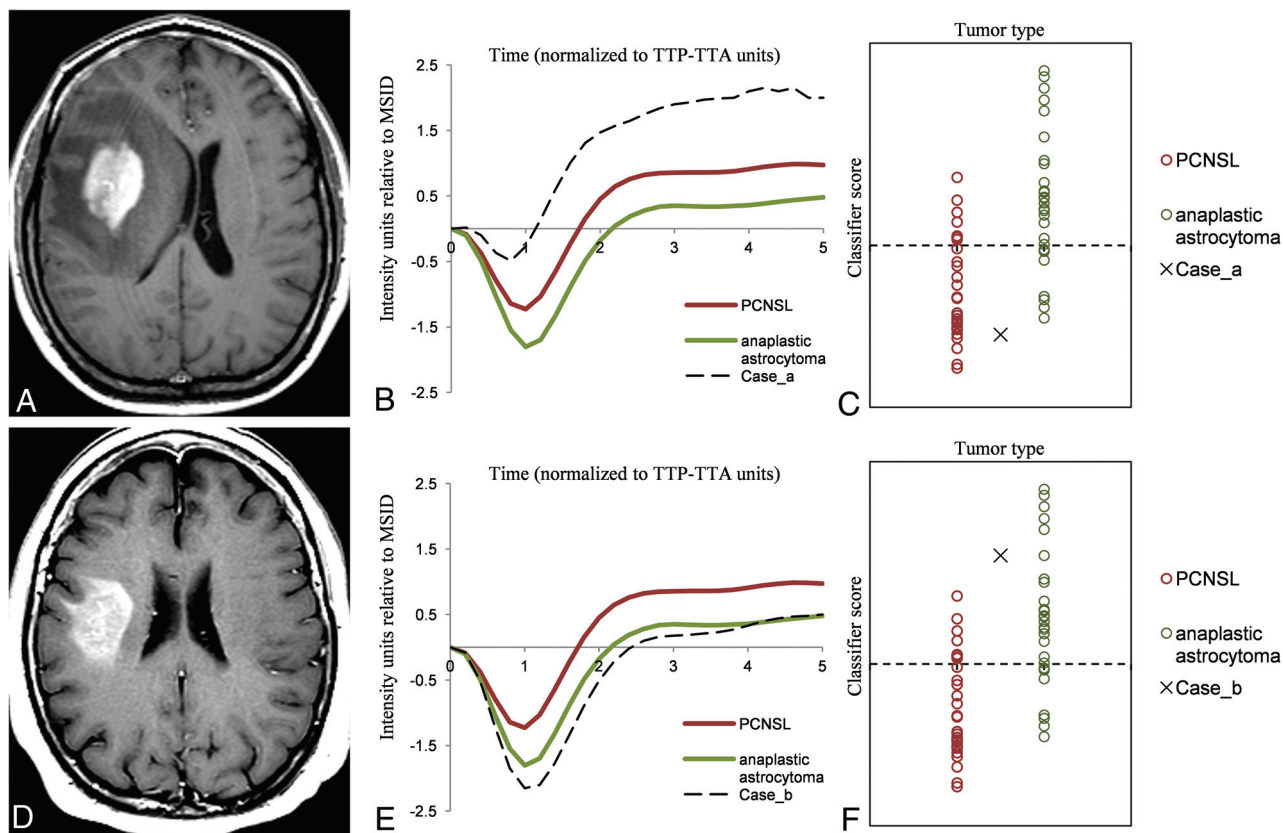 A
Time (normalized to TTP-TTA units)
Intensity units relative to MSID
2.5
1.5
0.5
-0.5
-1.5
-2.5
0
1
2
3
4
5
PCNSL
anaplastic
astrocytoma
Case_a
B
Tumor type
Classifier score
PCNSL
anaplastic
astrocytoma
Case_a
C
D
Time (normalized to TTP-TTA units)
Intensity units relative to MSID
2.5
1.5
0.5
-0.5
-1.5
-2.5
0
1
2
3
4
5
PCNSL
anaplastic
astrocytoma
Case_b
E
Tumor type
Classifier score
PCNSL
anaplastic
astrocytoma
Case_b
F